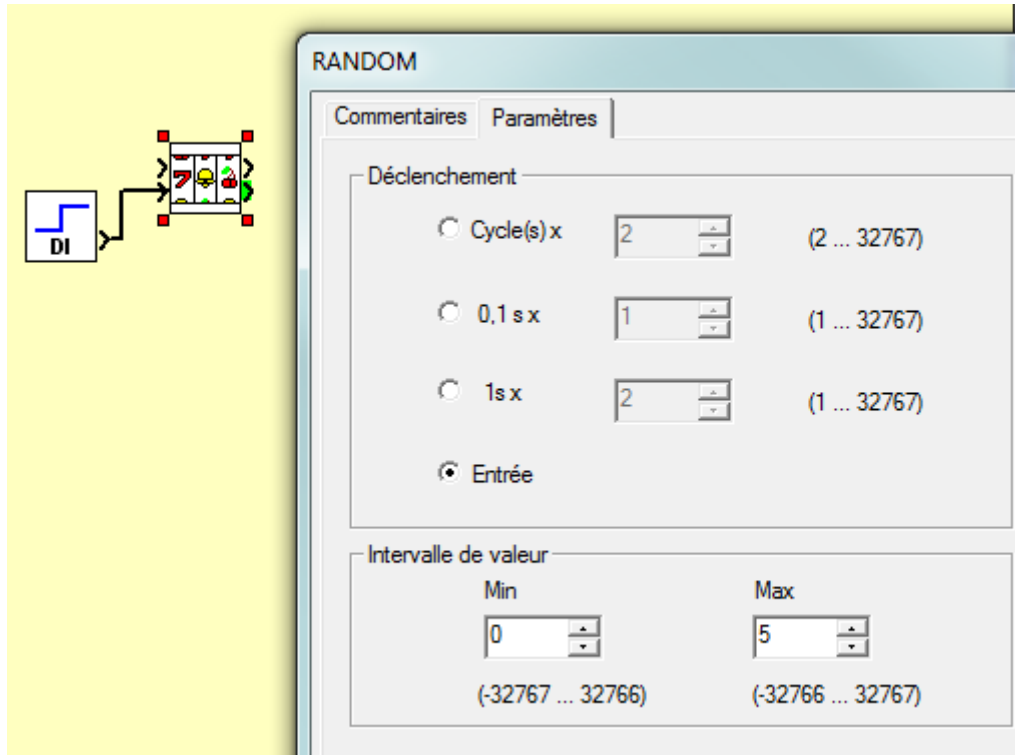 RANDOM
Commentaires Paramètres
Déclenchement
Cycle(s) x 2 (2 ... 32767)
0,1 s x 1 (1 ... 32767)
1s x 2 (1 ... 32767)
Entrée
Intervalle de valeur
Min Max
0 5
(-32767 ... 32766) (-32766 ... 32767)
7
DI